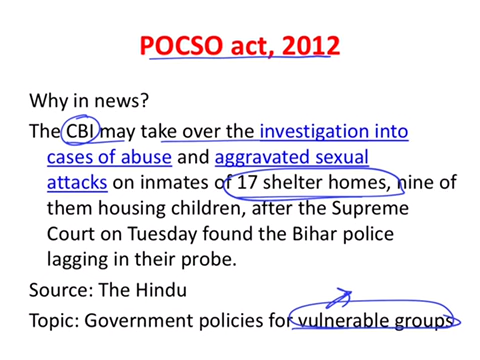 POCSO act, 2012
Why in news?
The CBI may take over the investigation into
cases of abuse and aggravated sexual
attacks on inmates of 17 shelter homes, nine of
them housing children, after the Supreme
Court on Tuesday found the Bihar police
lagging in their probe.
Source: The Hindu
Topic: Government policies for vulnerable groups